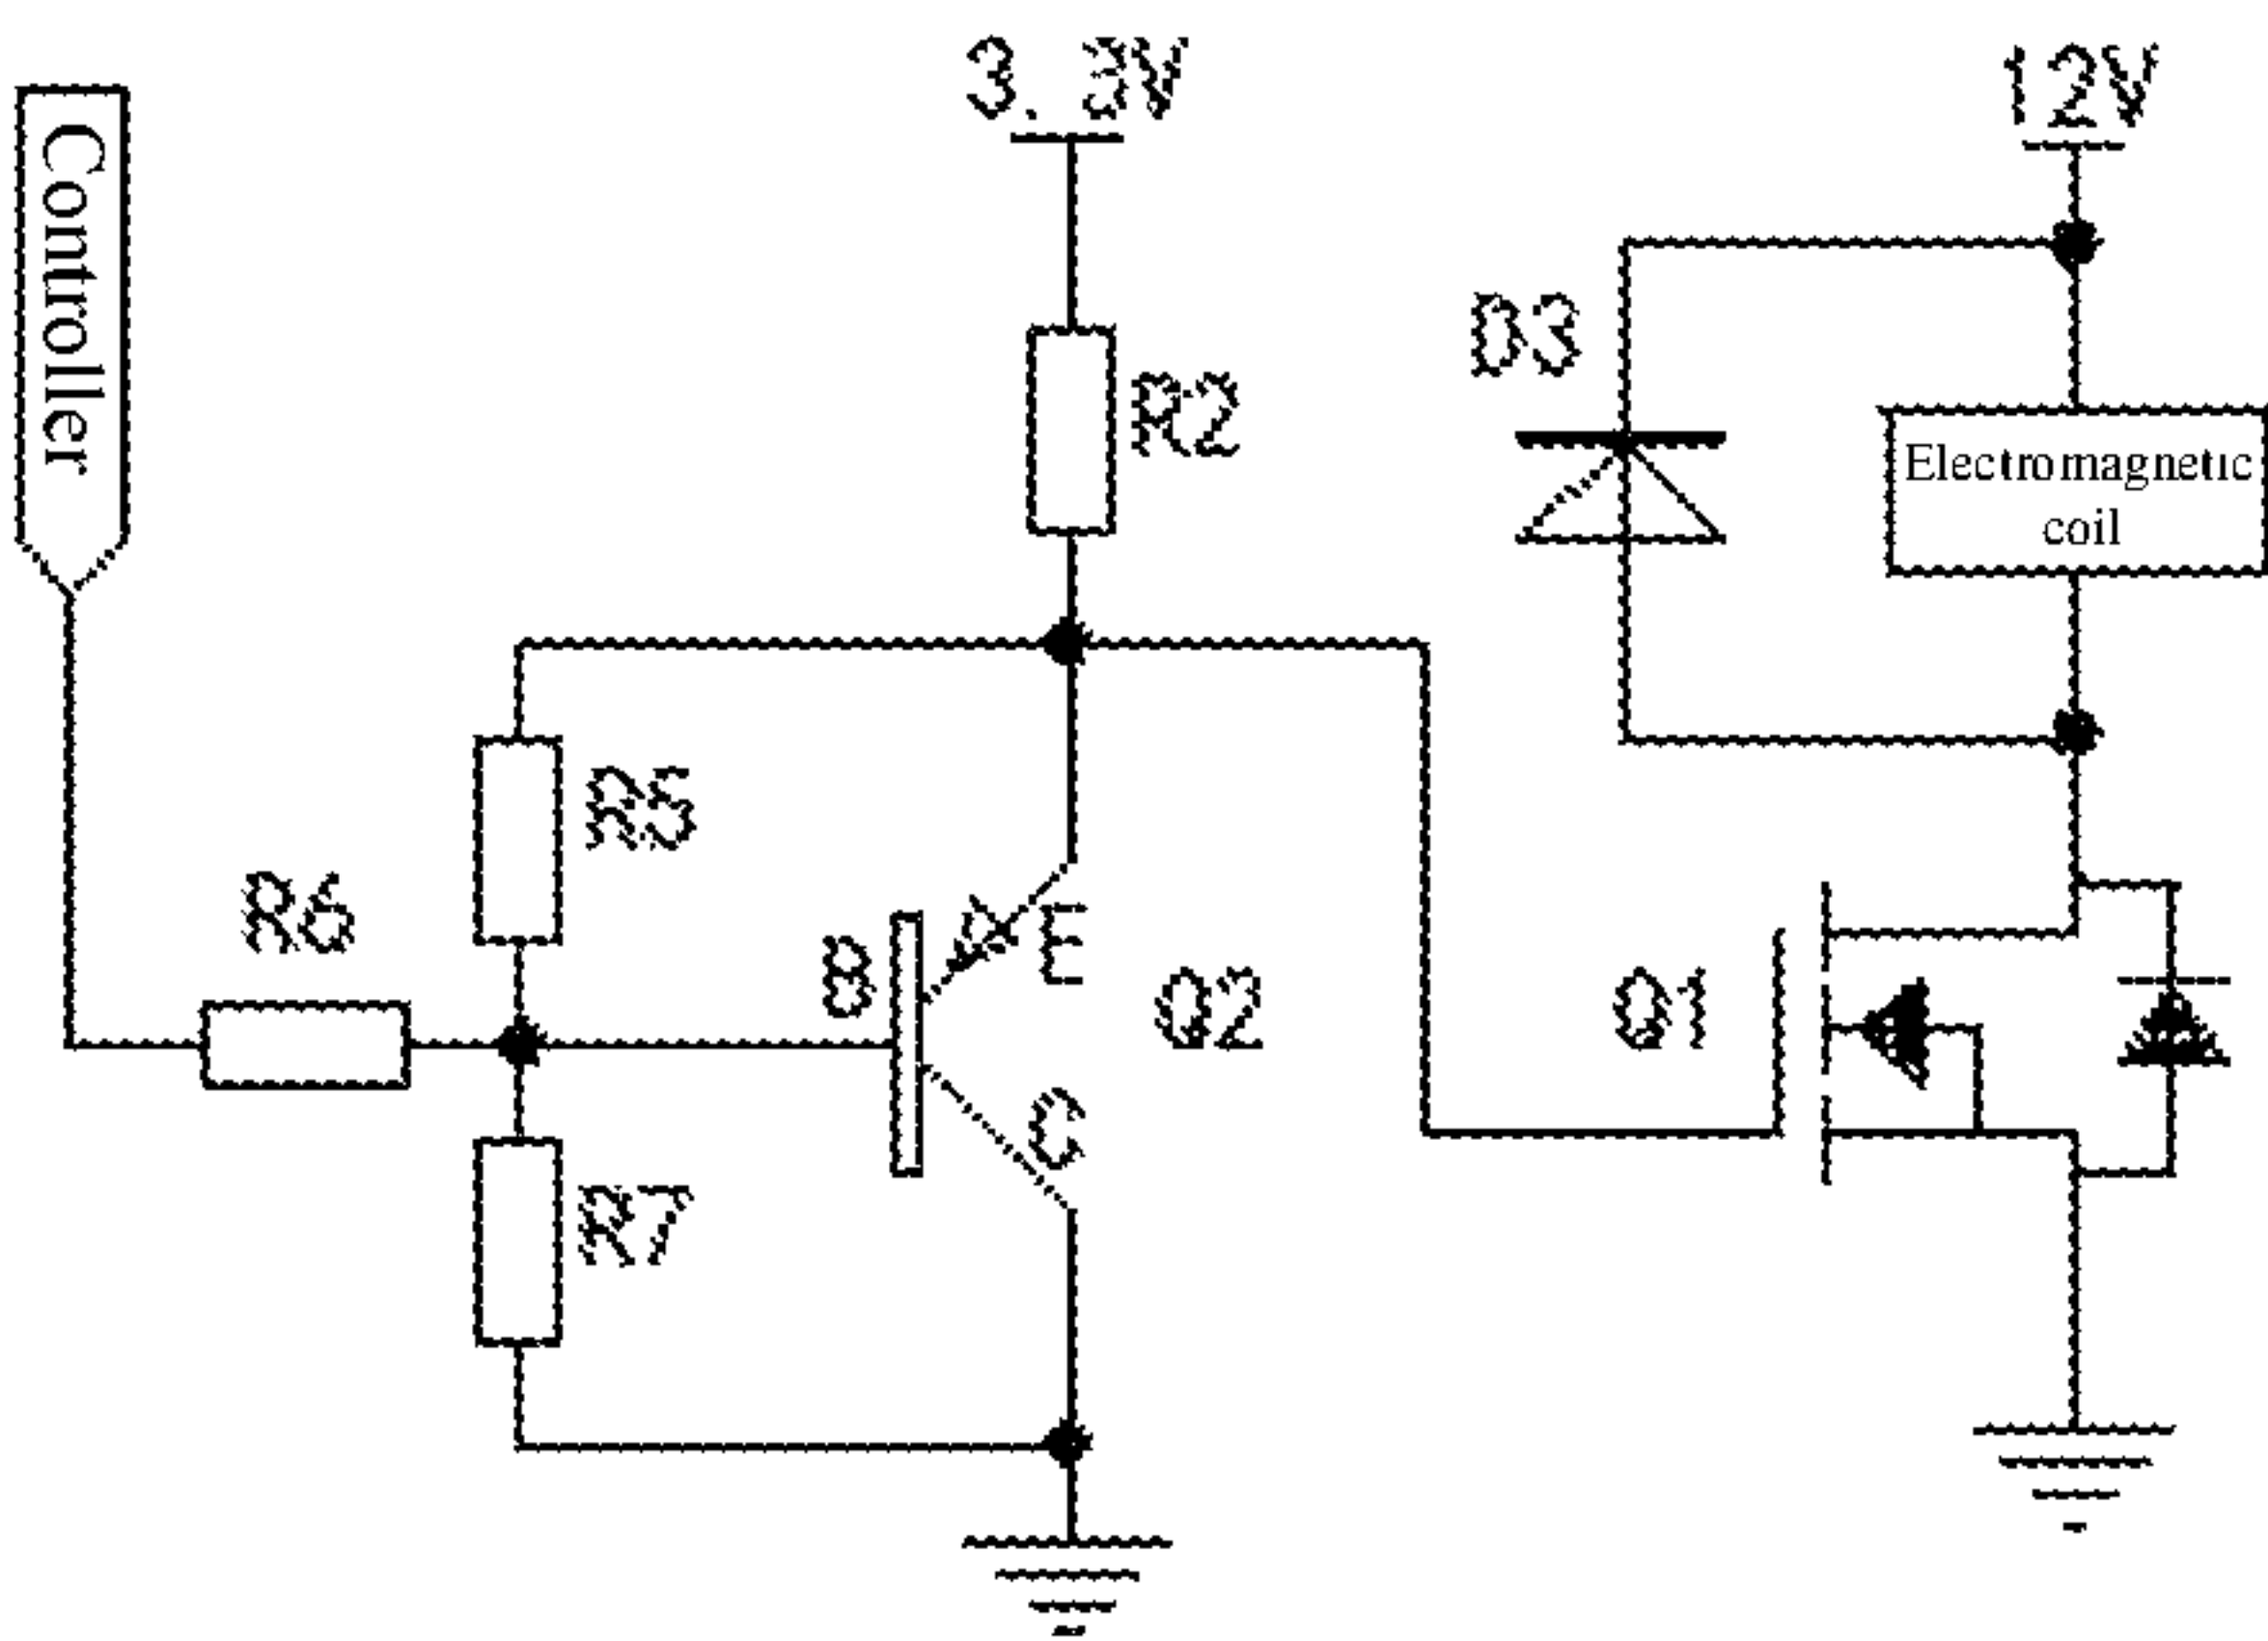 Controller
3.3V
12V
D3
R2
Electromagnetic
coil
R5
R6
B
E
Q2
Q1
C
R7